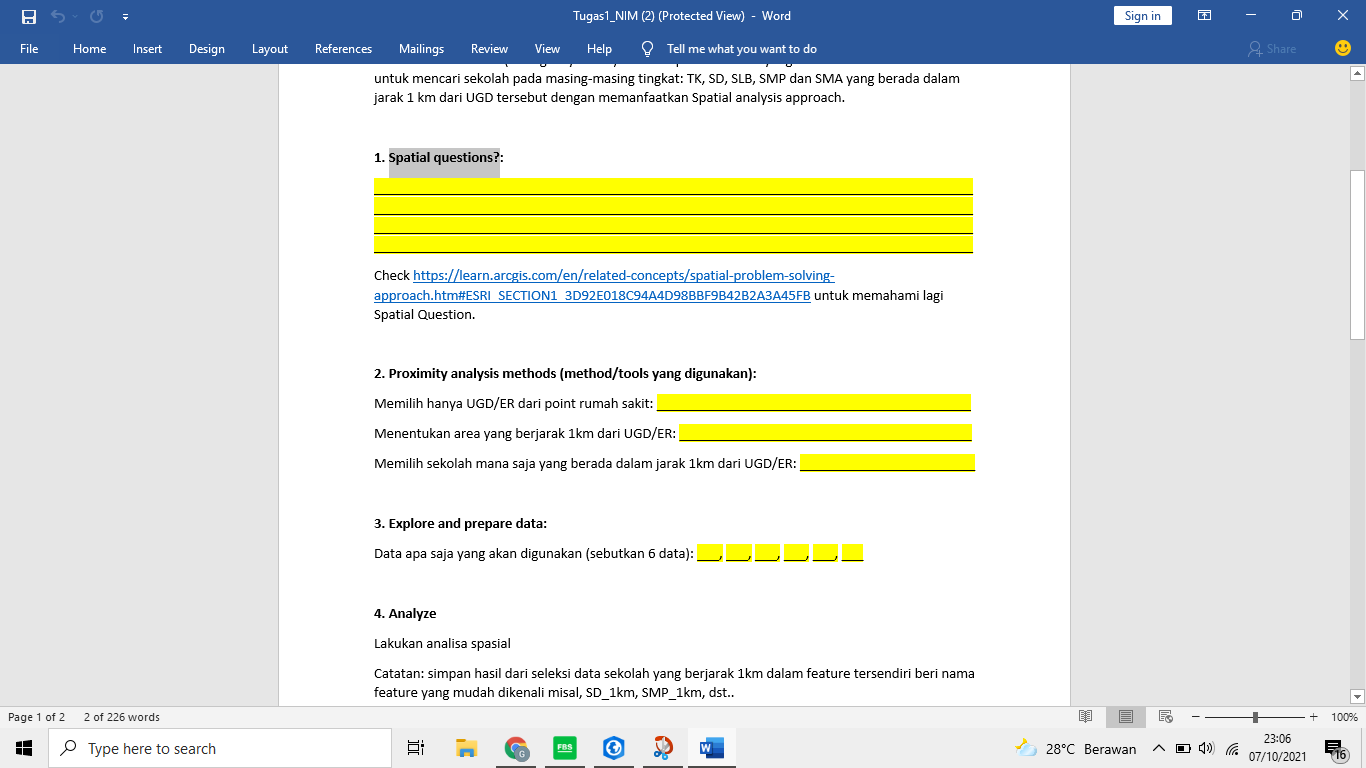 Tugas1_NIM (2) (Protected View) - Word
Sign in
File Home Insert Design Layout References Mailings Review View Help Tell me what you want to do Share
untuk mencari sekolah pada masing-masing tingkat: TK, SD, SLB, SMP dan SMA yang berada dalam
jarak 1 km dari UGD tersebut dengan memanfaatkan Spatial analysis approach.
1. Spatial questions?:
Check https://learn.arcgis.com/en/related-concepts/spatial-problem-solving-
approach.htm#ESRI_SECTION1_3D92E018C94A4D98BBF9B42B2A3A45FB untuk memahami lagi
Spatial Question.
2. Proximity analysis methods (method/tools yang digunakan):
Memilih hanya UGD/ER dari point rumah sakit:
Menentukan area yang berjarak 1km dari UGD/ER:
Memilih sekolah mana saja yang berada dalam jarak 1km dari UGD/ER:
3. Explore and prepare data:
Data apa saja yang akan digunakan (sebutkan 6 data): ___, ___, ___, ___, ___, ___
4. Analyze
Lakukan analisa spasial
Catatan: simpan hasil dari seleksi data sekolah yang berjarak 1km dalam feature tersendiri beri nama
feature yang mudah dikenali misal, SD_1km, SMP_1km, dst..
Page 1 of 2 2 of 226 words
100%
Type here to search
G
FBS
W
28°C Berawan
23:06
07/10/2021
16